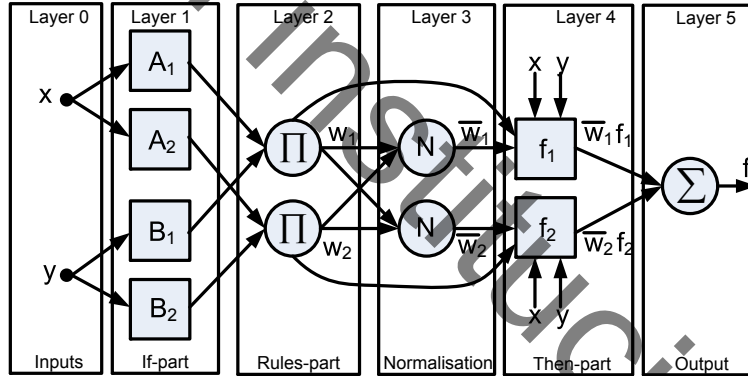 Layer 0
Layer 1
Layer 2
Layer 3
Layer 4
Layer 5
x
y
A1
A2
B1
B2
∏
∏
w1
w2
N
N
w̅1
w̅2
x y
f1
f2
x y
w̅1 f1
w̅2 f2
∑
f
Inputs
If-part
Rules-part
Normalisation
Then-part
Output